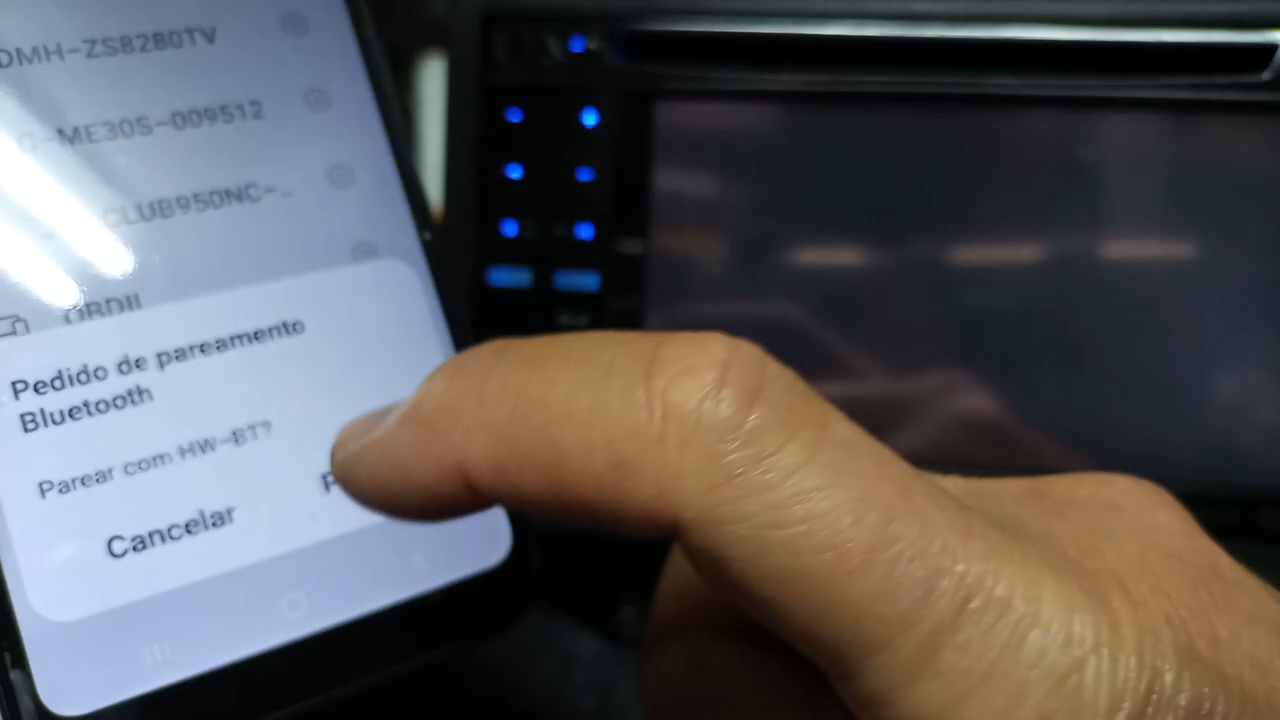 DMH-ZS8280TV
-ME30S-009512
CLUB950NC-..
OBDII
Pedido de pareamento
Bluetooth
Parear com HW-BT?
Cancelar